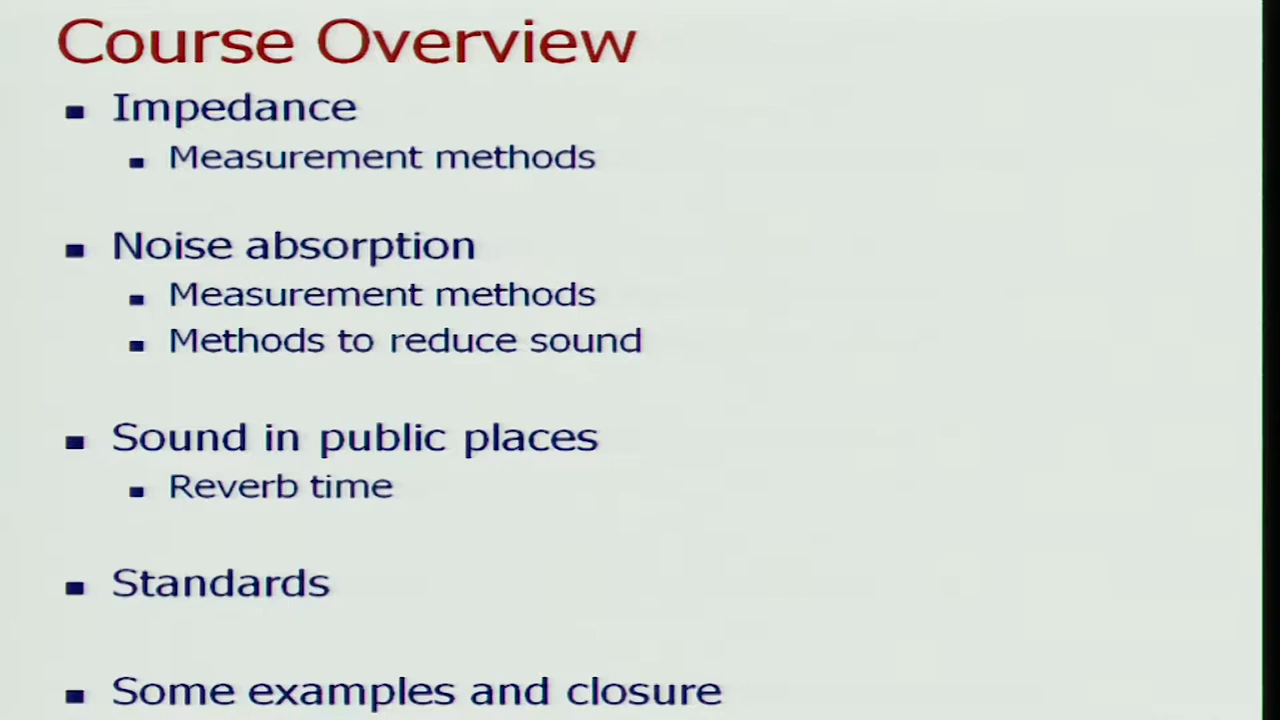 Course Overview
Impedance
Measurement methods
Noise absorption
Measurement methods
Methods to reduce sound
Sound in public places
Reverb time
Standards
Some examples and closure